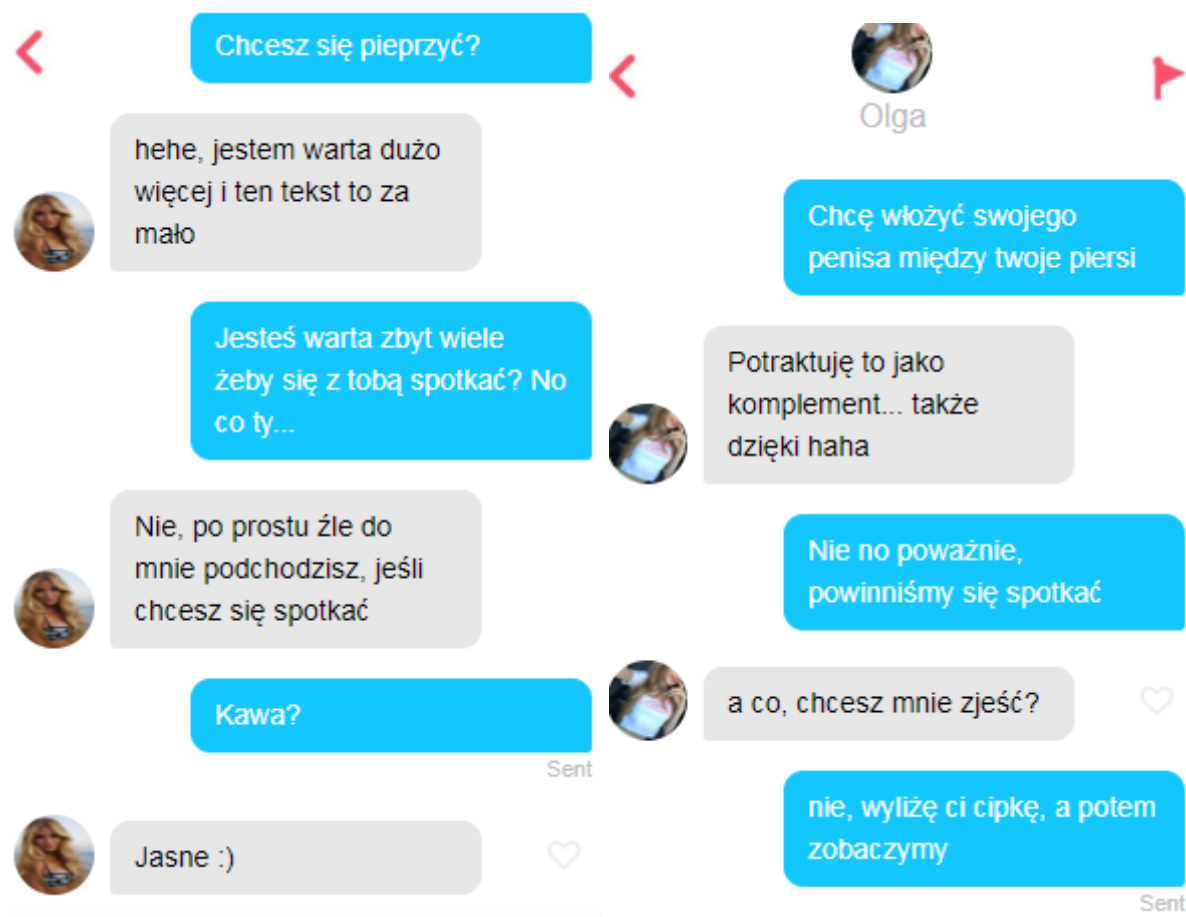 Chcesz się pieprzyć?
hehe, jestem warta dużo
więcej i ten tekst to za
mało
Jesteś warta zbyt wiele
żeby się z tobą spotkać? No
co ty...
Nie, po prostu źle do
mnie podchodzisz, jeśli
chcesz się spotkać
Kawa?
Sent
Jasne :)
Olga
Chcę włożyć swojego
penisa między twoje piersi
Potraktuję to jako
komplement... także
dzięki haha
Nie no poważnie,
powinniśmy się spotkać
a co, chcesz mnie zjeść?
nie, wyliżę ci cipkę, a potem
zobaczymy
Sent